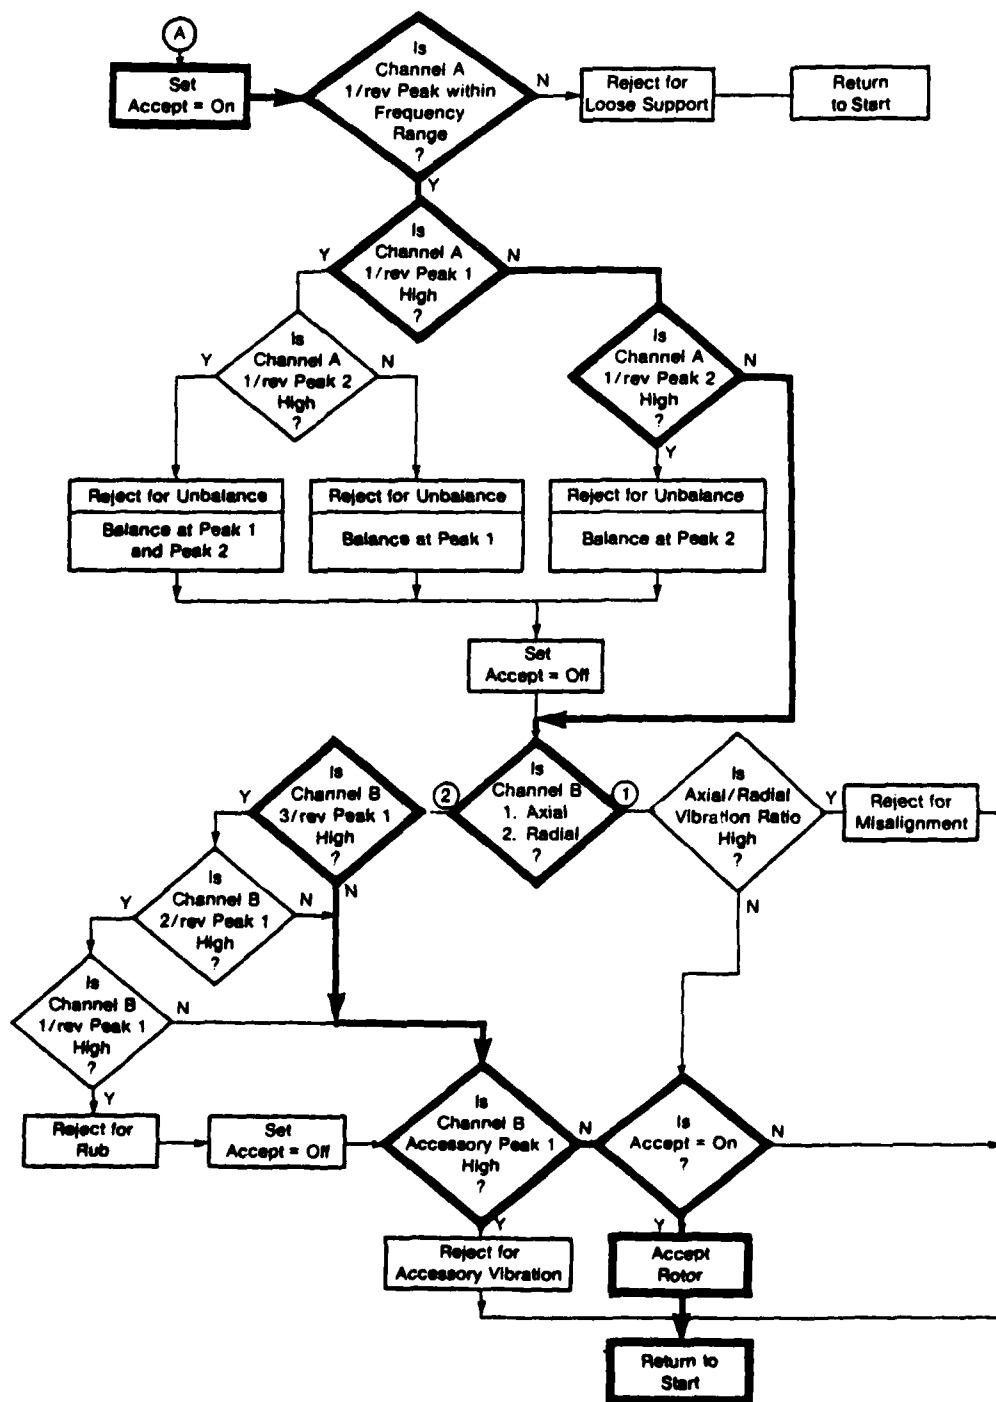 A
Set
Accept = On
Is
Channel A
1/rev Peak within
Frequency
Range
?
N
Reject for
Loose Support
Return
to Start
Y
Is
Channel A
1/rev Peak 1
High
?
Y
N
Is
Channel A
1/rev Peak 2
High
?
Y
N
Is
Channel A
1/rev Peak 2
High
?
N
Y
Reject for Unbalance
Balance at Peak 1
and Peak 2
Reject for Unbalance
Balance at Peak 1
Reject for Unbalance
Balance at Peak 2
Set
Accept = Off
Is
Channel B
1. Axial
2. Radial
?
2
1
Is
Channel B
3/rev Peak 1
High
?
Y
N
Is
Axial/Radial
Vibration Ratio
High
?
Y
N
Reject for
Misalignment
Is
Channel B
2/rev Peak 1
High
?
Y
N
Is
Channel B
1/rev Peak 1
High
?
N
Y
Reject for
Rub
Set
Accept = Off
Is
Channel B
Accessory Peak 1
High
?
N
Y
Is
Accept = On
?
N
Y
Reject for
Accessory Vibration
Accept
Rotor
Return to
Start